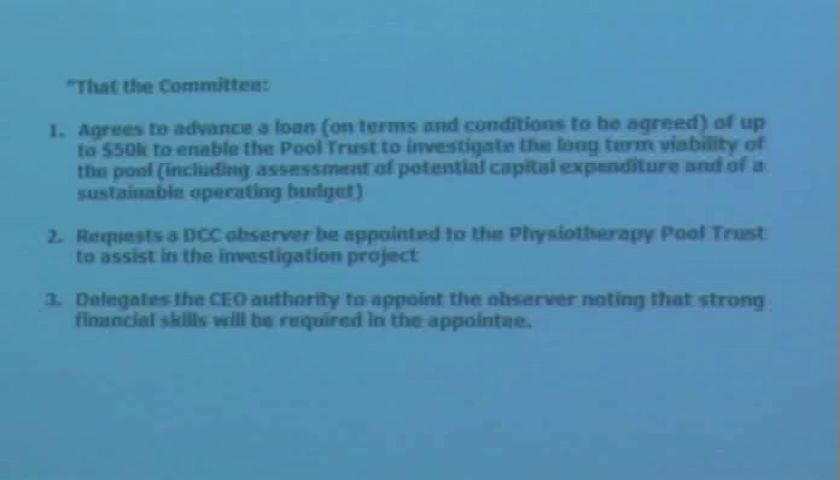 "That the Committee:
1. Agrees to advance a loan (on terms and conditions to be agreed) of up
to $50k to enable the Pool Trust to investigate the long term viability of
the pool (including assessment of potential capital expenditure and of a
sustainable operating budget)
2. Requests a DCC observer be appointed to the Physiotherapy Pool Trust
to assist in the investigation project
3. Delegates the CEO authority to appoint the observer noting that strong
financial skills will be required in the appointee.